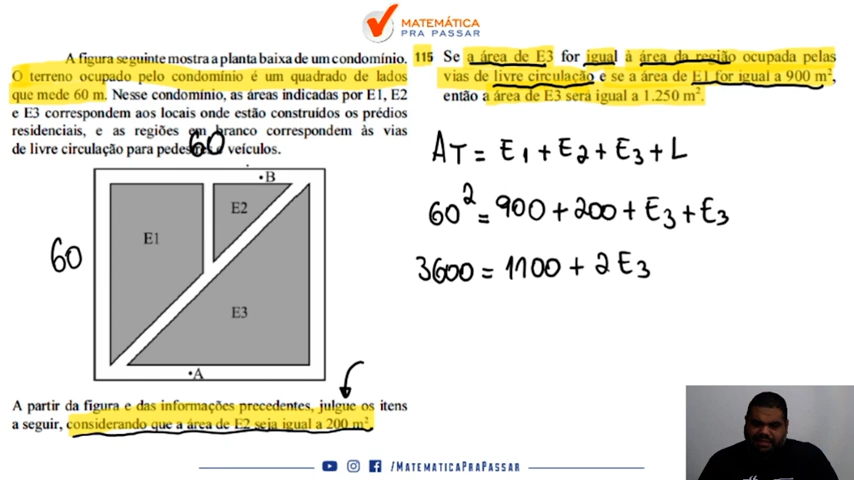 MATEMÁTICA
PRA PASSAR
A figura seguinte mostra a planta baixa de um condomínio.
O terreno ocupado pelo condomínio é um quadrado de lados
que mede 60 m. Nesse condomínio, as áreas indicadas por E1, E2
e E3 correspondem aos locais onde estão construídos os prédios
residenciais, e as regiões em branco correspondem às vias
de livre circulação para pedestres e veículos.
60
60
B
E2
E1
E3
A
A partir da figura e das informações precedentes, julgue os itens
a seguir, considerando que a área de E2 seja igual a 200 m².
115 Se a área de E3 for igual à área da região ocupada pelas
vias de livre circulação e se a área de E1 for igual a 900 m²,
então a área de E3 será igual a 1.250 m².
AT = E1 + E2 + E3 + L
60² = 900 + 200 + E3 + E3
3600 = 1100 + 2E3
/MATEMATICAPRAPASSAR